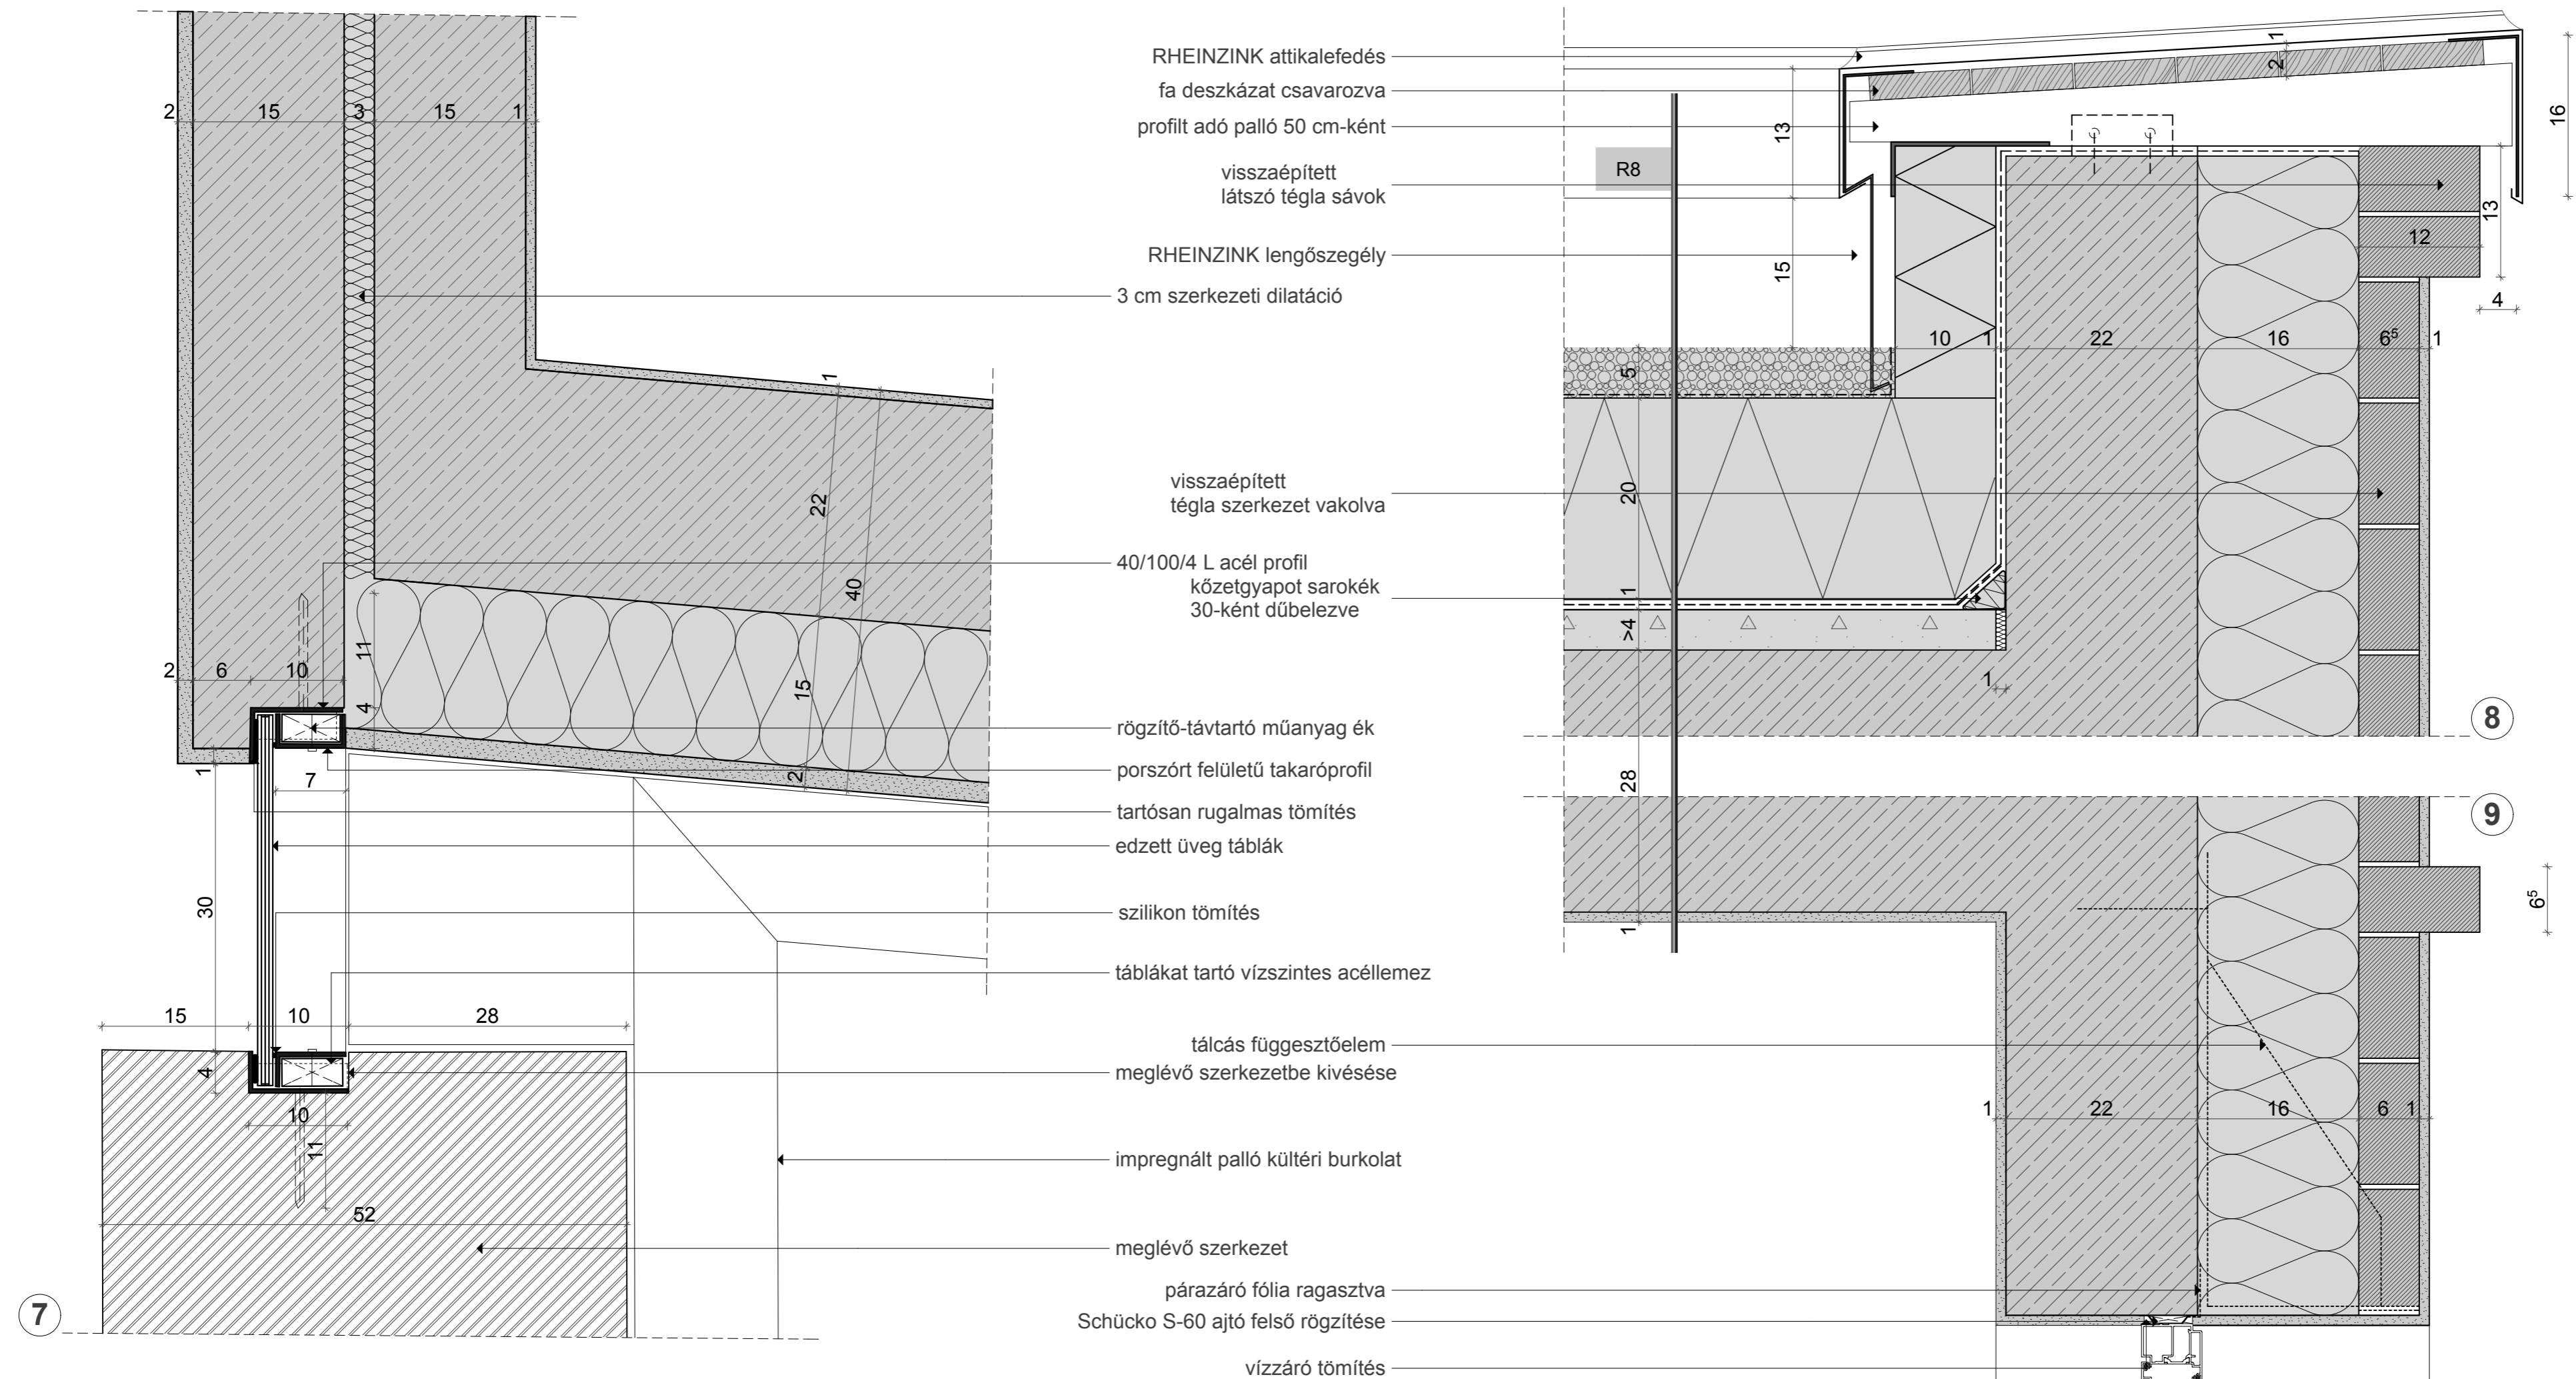 RHEINZINK attikalefedés
fa deszkázat csavarozva
profilt adó palló 50 cm-ként
visszaépített
látszó tégla sávok
RHEINZINK lengőszegély
3 cm szerkezeti dilatáció
visszaépített
tégla szerkezet vakolva
40/100/4 L acél profil
kőzetgyapot sarokék
30-ként dűbelezve
rögzítő-távtartó műanyag ék
porszórt felületű takaróprofil
tartósan rugalmas tömítés
edzett üveg táblák
szilikon tömítés
táblákat tartó vízszintes acéllemez
tálcás függesztőelem
meglévő szerkezetbe kivésése
impregnált palló kültéri burkolat
meglévő szerkezet
párazáró fólia ragasztva
Schücko S-60 ajtó felső rögzítése
vízzáró tömítés
2 15 3 15 1
1
22
40
11
2 6 10
4
15
2
1
7
30
15 10 28
4
10
11
52
7
R8
1
2
16
13
13
12
15
4
10 1 22 16 6⁵ 1
5
20
1
>4
1
28
1
8
9
6⁵
1 22 16 6 1